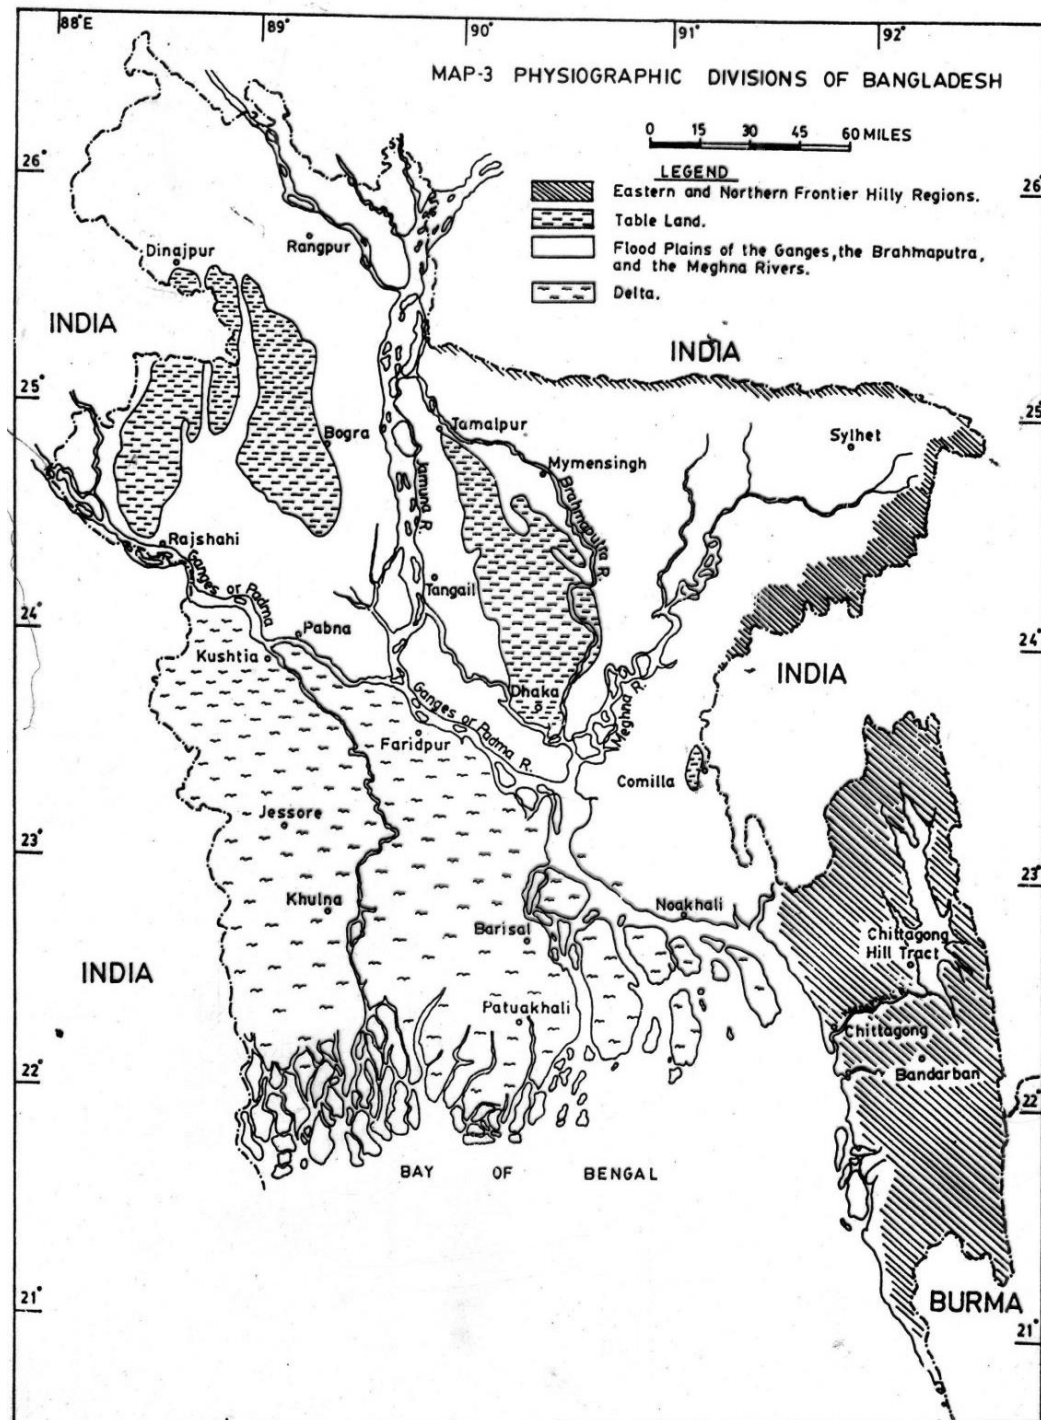 88°E 89° 90° 91° 92°
MAP-3 PHYSIOGRAPHIC DIVISIONS OF BANGLADESH
0 15 30 45 60 MILES
LEGEND
Eastern and Northern Frontier Hilly Regions.
Table Land.
Flood Plains of the Ganges, the Brahmaputra,
and the Meghna Rivers.
Delta.
26°
26°
Rangpur
Dinajpur
INDIA
INDIA
25°
25°
Tamalpur
Sylhet
Bogra
Mymensingh
Jamuna R.
Brahmaputra R.
Rajshahi
Ganges or Padma
Tangail
24°
24°
Pabna
Kushtia
INDIA
Dhaka
Ganges or Padma R.
Meghna R.
Faridpur
Comilla
Jessore
23°
23°
Khulna
Noakhali
Barisal
Chittagong
Hill Tract
INDIA
Patuakhali
Chittagong
Bandarban
22°
22°
BAY OF BENGAL
BURMA
21°
21°